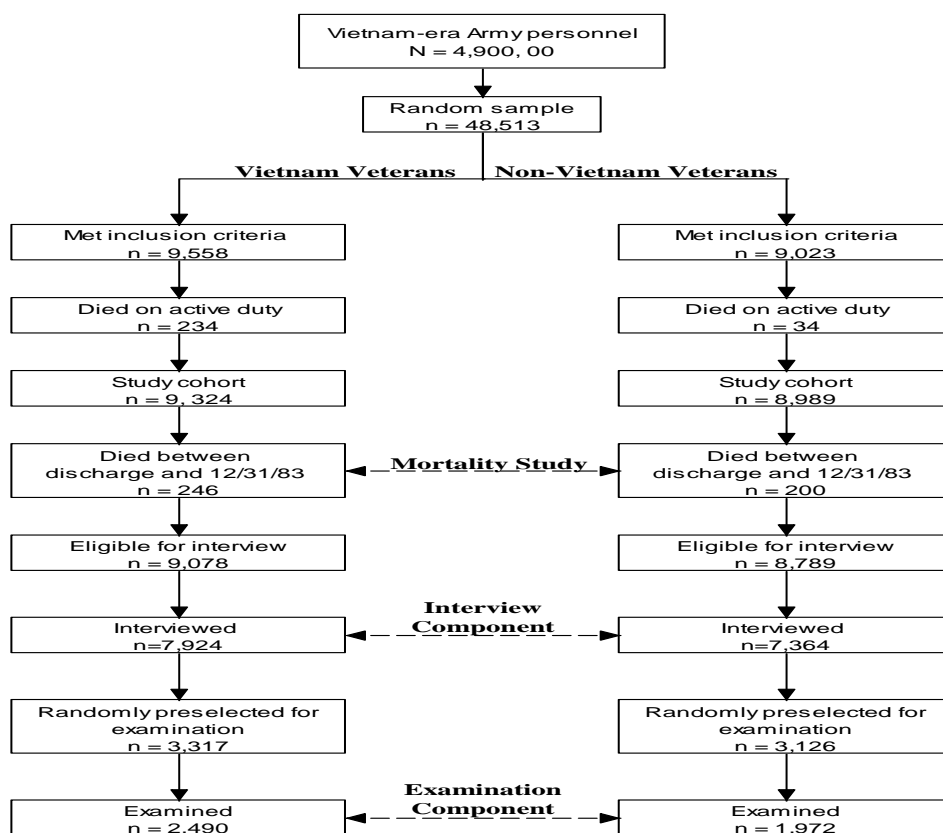 Vietnam-era Army personnel
N = 4,900, 00
Random sample
n = 48,513
Vietnam Veterans
Non-Vietnam Veterans
Met inclusion criteria
n = 9,558
Met inclusion criteria
n = 9,023
Died on active duty
n = 234
Died on active duty
n = 34
Study cohort
n = 9, 324
Study cohort
n = 8,989
Died between
discharge and 12/31/83
n = 246
Mortality Study
Died between
discharge and 12/31/83
n = 200
Eligible for interview
n = 9,078
Eligible for interview
n = 8,789
Interviewed
n=7,924
Interview
Component
Interviewed
n=7,364
Randomly preselected for
examination
n = 3,317
Randomly preselected for
examination
n = 3,126
Examined
n = 2,490
Examination
Component
Examined
n = 1,972